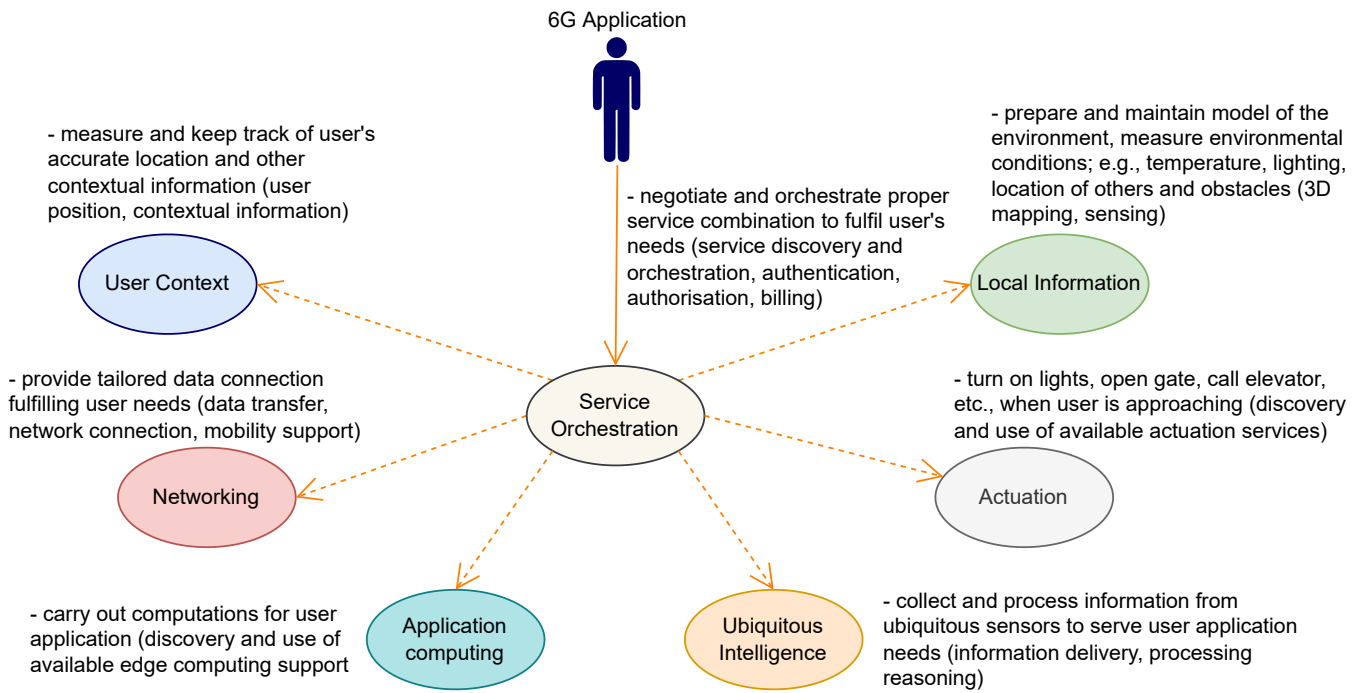 6G Application
- measure and keep track of user's
accurate location and other
contextual information (user
position, contextual information)
- prepare and maintain model of the
environment, measure environmental
conditions; e.g., temperature, lighting,
location of others and obstacles (3D
mapping, sensing)
- negotiate and orchestrate proper
service combination to fulfil user's
needs (service discovery and
orchestration, authentication,
authorisation, billing)
User Context
Local Information
- provide tailored data connection
fulfilling user needs (data transfer,
network connection, mobility support)
Service
Orchestration
- turn on lights, open gate, call elevator,
etc., when user is approaching (discovery
and use of available actuation services)
Networking
Actuation
- carry out computations for user
application (discovery and use of
available edge computing support
Application
computing
Ubiquitous
Intelligence
- collect and process information from
ubiquitous sensors to serve user application
needs (information delivery, processing
reasoning)